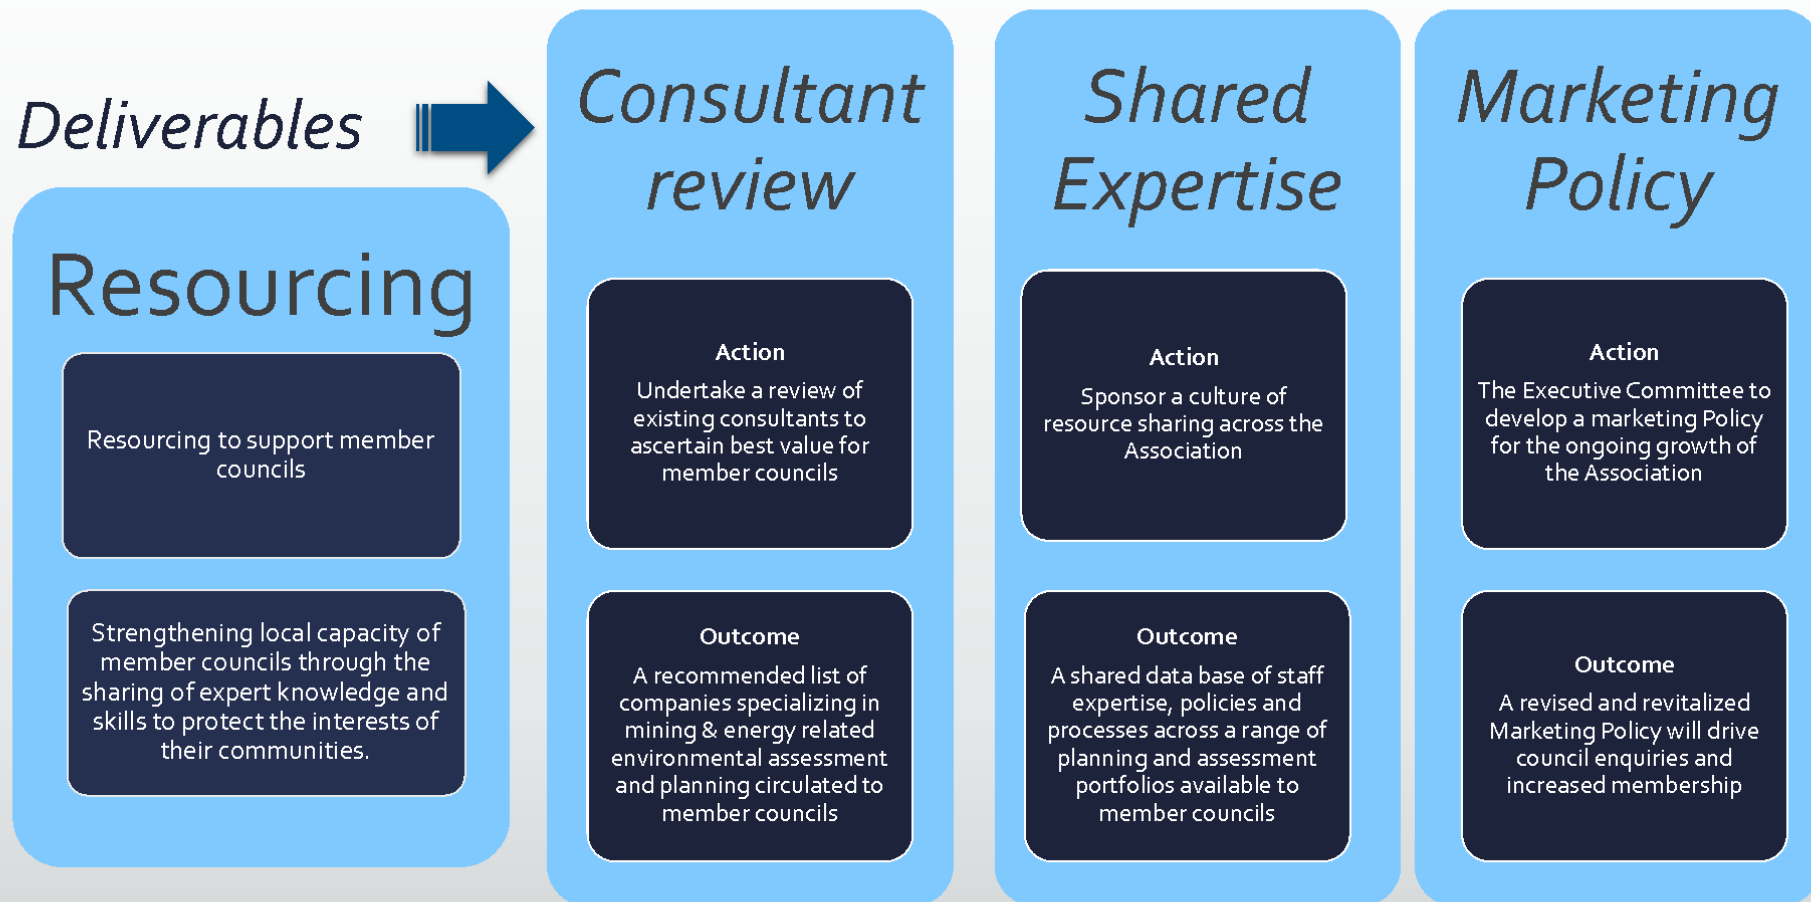 Deliverables
Resourcing
Resourcing to support member
councils
Strengthening local capacity of
member councils through the
sharing of expert knowledge and
skills to protect the interests of
their communities.
Consultant
review
Action
Undertake a review of
existing consultants to
ascertain best value for
member councils
Outcome
A recommended list of
companies specializing in
mining & energy related
environmental assessment
and planning circulated to
member councils
Shared
Expertise
Action
Sponsor a culture of
resource sharing across the
Association
Outcome
A shared data base of staff
expertise, policies and
processes across a range of
planning and assessment
portfolios available to
member councils
Marketing
Policy
Action
The Executive Committee to
develop a marketing Policy
for the ongoing growth of
the Association
Outcome
A revised and revitalized
Marketing Policy will drive
council enquiries and
increased membership